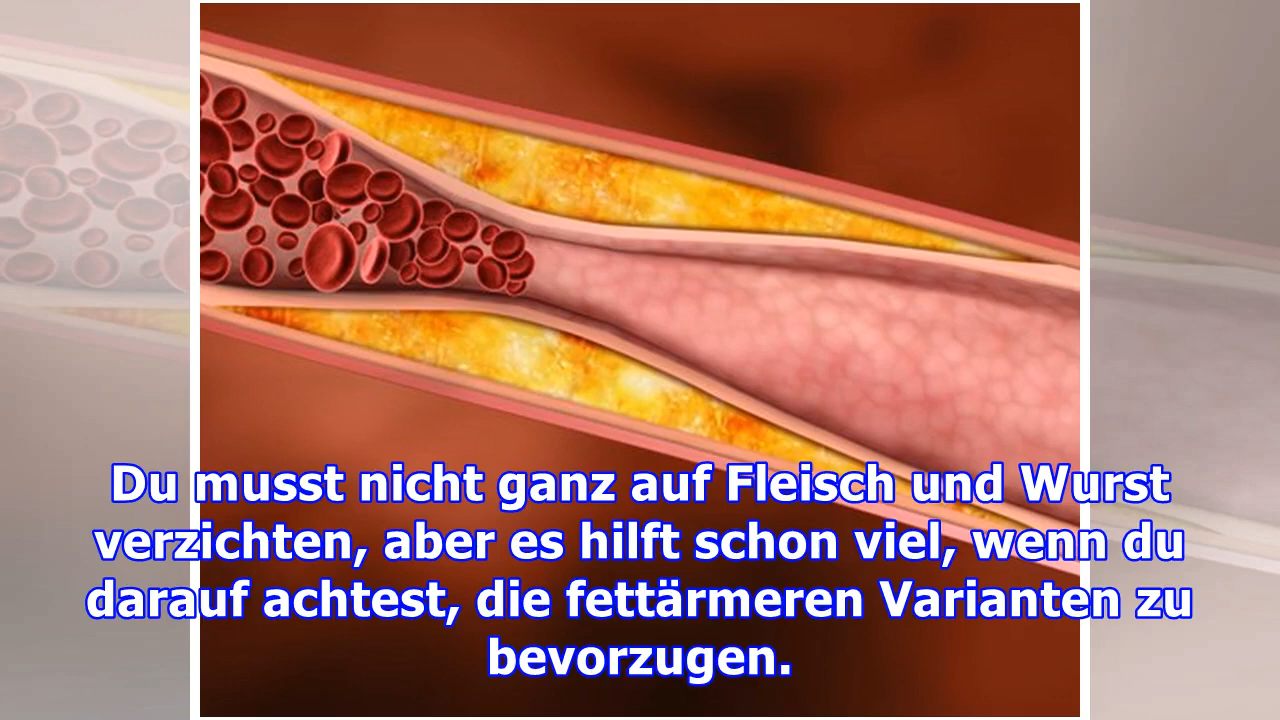 Du musst nicht ganz auf Fleisch und Wurst
verzichten, aber es hilft schon viel, wenn du
darauf achtest, die fettärmeren Varianten zu
bevorzugen.